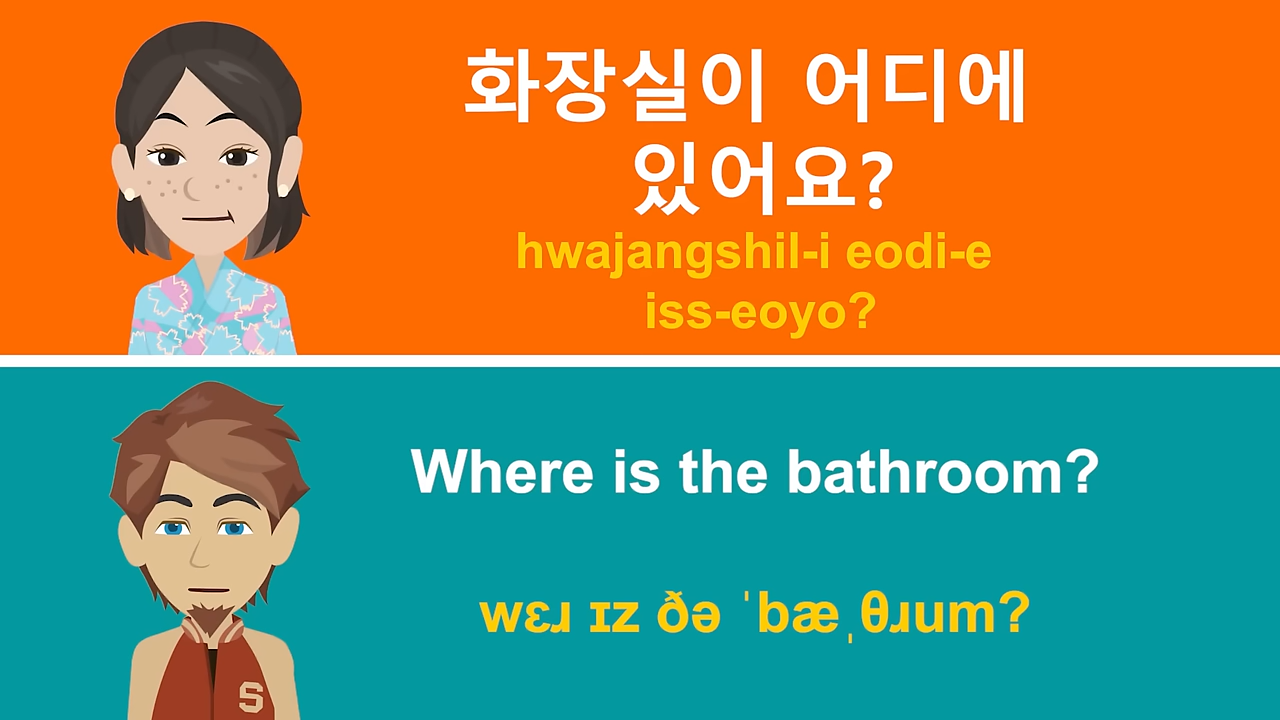 화장실이 어디에
있어요?
hwajangshil-i eodi-e
iss-eoyo?
Where is the bathroom?
wɛɹ ɪz ðə ˈbæˌθɹum?
S